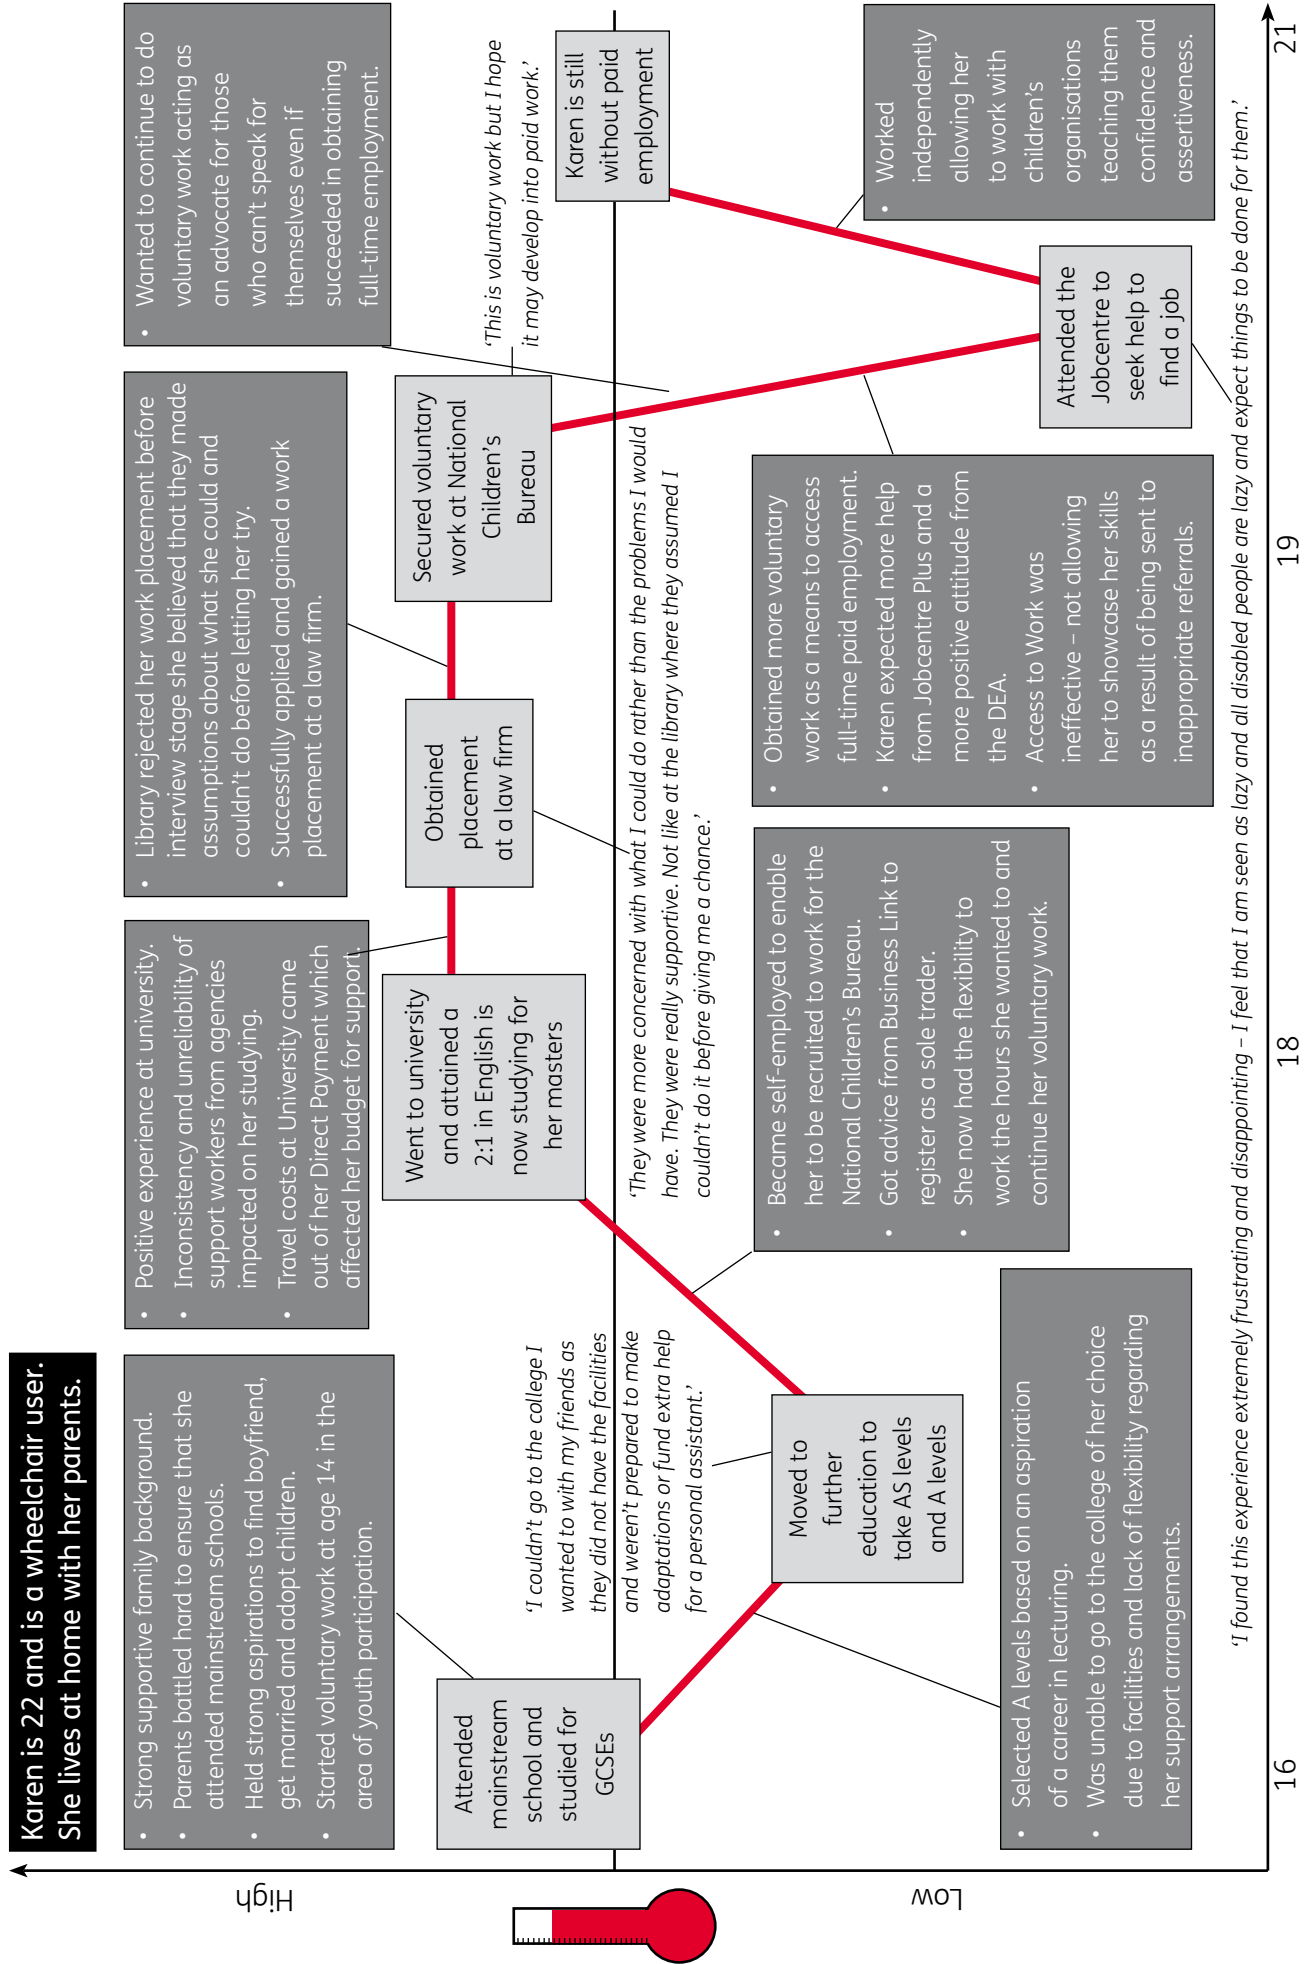 Karen is 22 and is a wheelchair user.
She lives at home with her parents.
High
Low
• Strong supportive family background.
• Parents battled hard to ensure that she
attended mainstream schools.
• Held strong aspirations to find boyfriend,
get married and adopt children.
• Started voluntary work at age 14 in the
area of youth participation.
• Positive experience at university.
• Inconsistency and unreliability of
support workers from agencies
impacted on her studying.
• Travel costs at University came
out of her Direct Payment which
affected her budget for support.
• Library rejected her work placement before
interview stage she believed that they made
assumptions about what she could and
couldn't do before letting her try.
• Successfully applied and gained a work
placement at a law firm.
• Wanted to continue to do
voluntary work acting as
an advocate for those
who can't speak for
themselves even if
succeeded in obtaining
full-time employment.
Attended
mainstream
school and
studied for
GCSEs
'I couldn't go to the college I
wanted to with my friends as
they did not have the facilities
and weren't prepared to make
adaptations or fund extra help
for a personal assistant.'
Went to university
and attained a
2:1 in English is
now studying for
her masters
Obtained
placement
at a law firm
Secured voluntary
work at National
Children's
Bureau
'This is voluntary work but I hope
it may develop into paid work.'
Karen is still
without paid
employment
'They were more concerned with what I could do rather than the problems I would
have. They were really supportive. Not like at the library where they assumed I
couldn't do it before giving me a chance.'
Moved to
further
education to
take AS levels
and A levels
• Became self-employed to enable
her to be recruited to work for the
National Children's Bureau.
• Got advice from Business Link to
register as a sole trader.
• She now had the flexibility to
work the hours she wanted to and
continue her voluntary work.
• Obtained more voluntary
work as a means to access
full-time paid employment.
• Karen expected more help
from Jobcentre Plus and a
more positive attitude from
the DEA.
• Access to Work was
ineffective – not allowing
her to showcase her skills
as a result of being sent to
inappropriate referrals.
Attended the
Jobcentre to
seek help to
find a job
• Worked
independently
allowing her
to work with
children's
organisations
teaching them
confidence and
assertiveness.
• Selected A levels based on an aspiration
of a career in lecturing.
• Was unable to go to the college of her choice
due to facilities and lack of flexibility regarding
her support arrangements.
'I found this experience extremely frustrating and disappointing – I feel that I am seen as lazy and all disabled people are lazy and expect things to be done for them.'
16
18
19
21